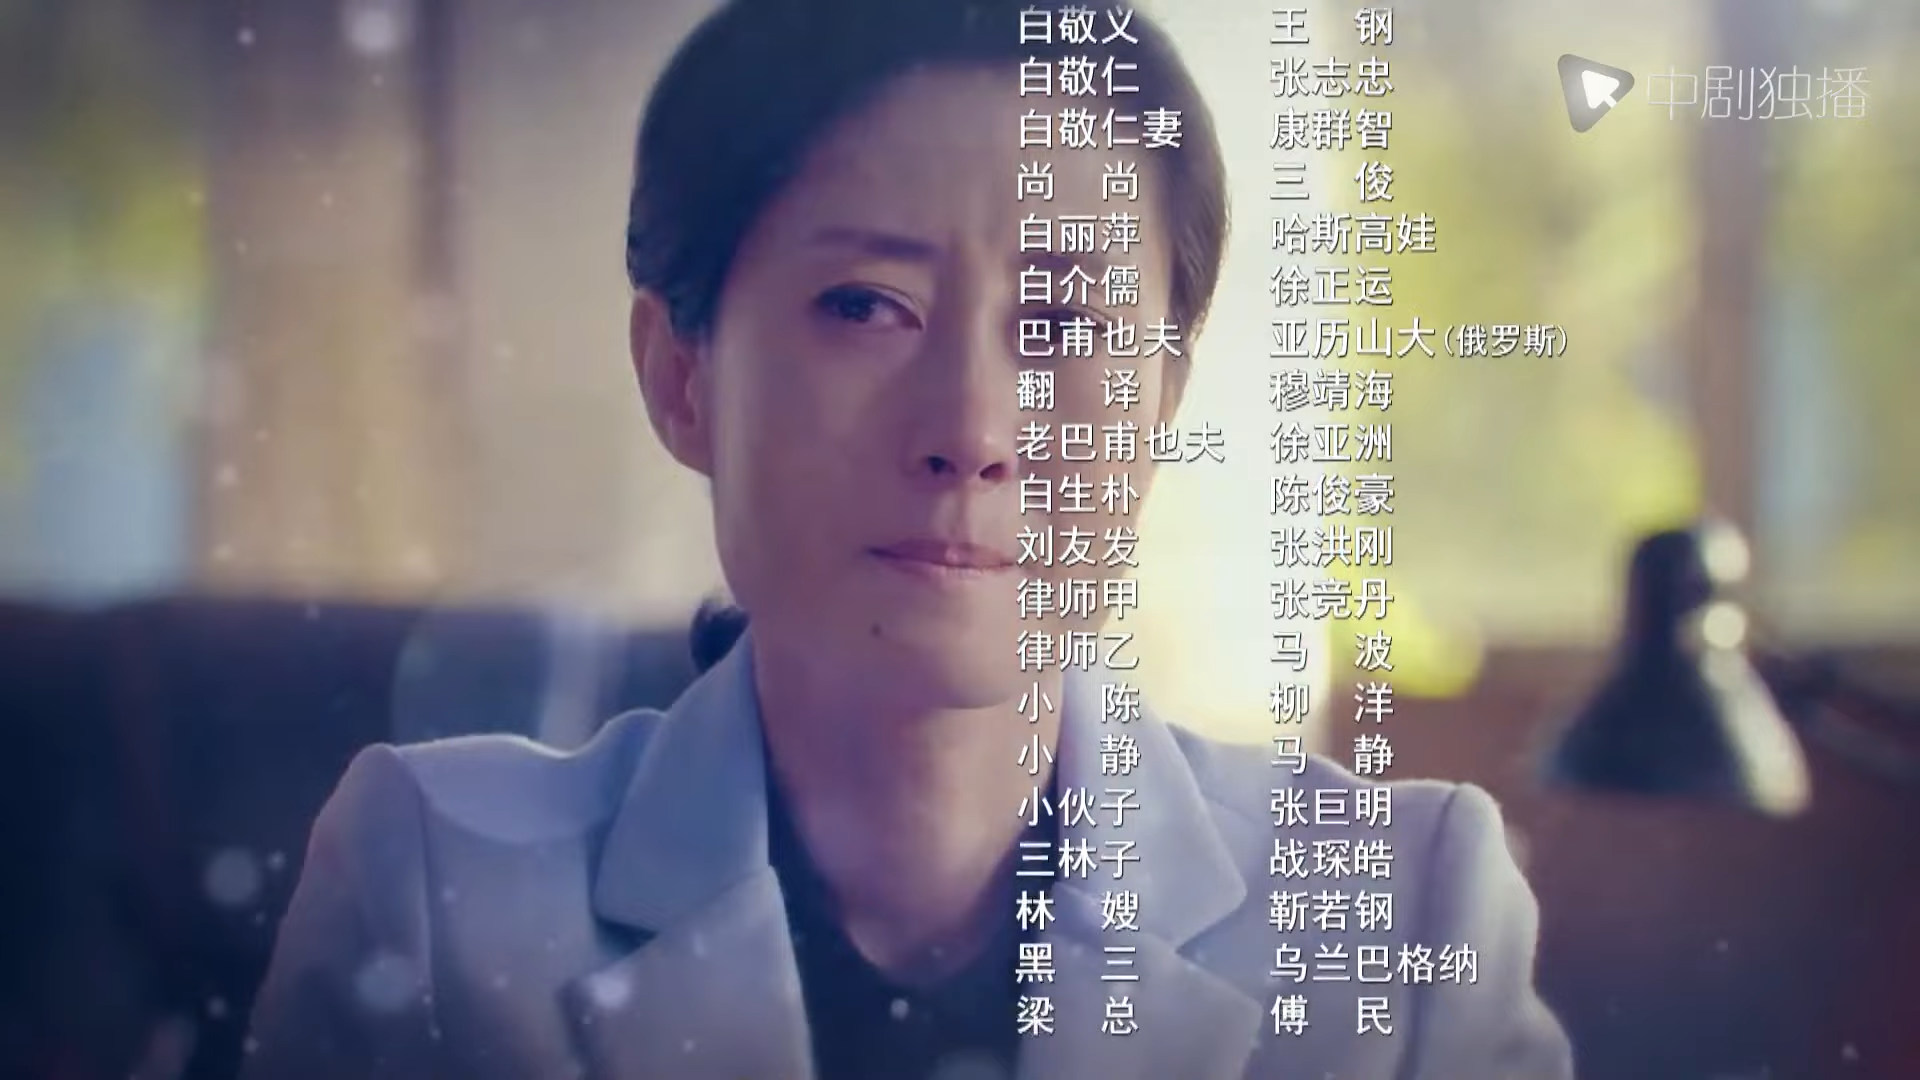 白敬义 王 钢
白敬仁 张志忠
中剧独播
白敬仁妻 康群智
尚 尚 三 俊
白丽萍 哈斯高娃
白介儒 徐正运
巴甫也夫 亚历山大(俄罗斯)
翻 译 穆靖海
老巴甫也夫 徐亚洲
白生朴 陈俊豪
刘友发 张洪刚
律师甲 张竞丹
律师乙 马 波
小 陈 柳 洋
小 静 马 静
小伙子 张巨明
三林子 战琛皓
林 嫂 靳若钢
黑 三 乌兰巴格纳
梁 总 傅 民